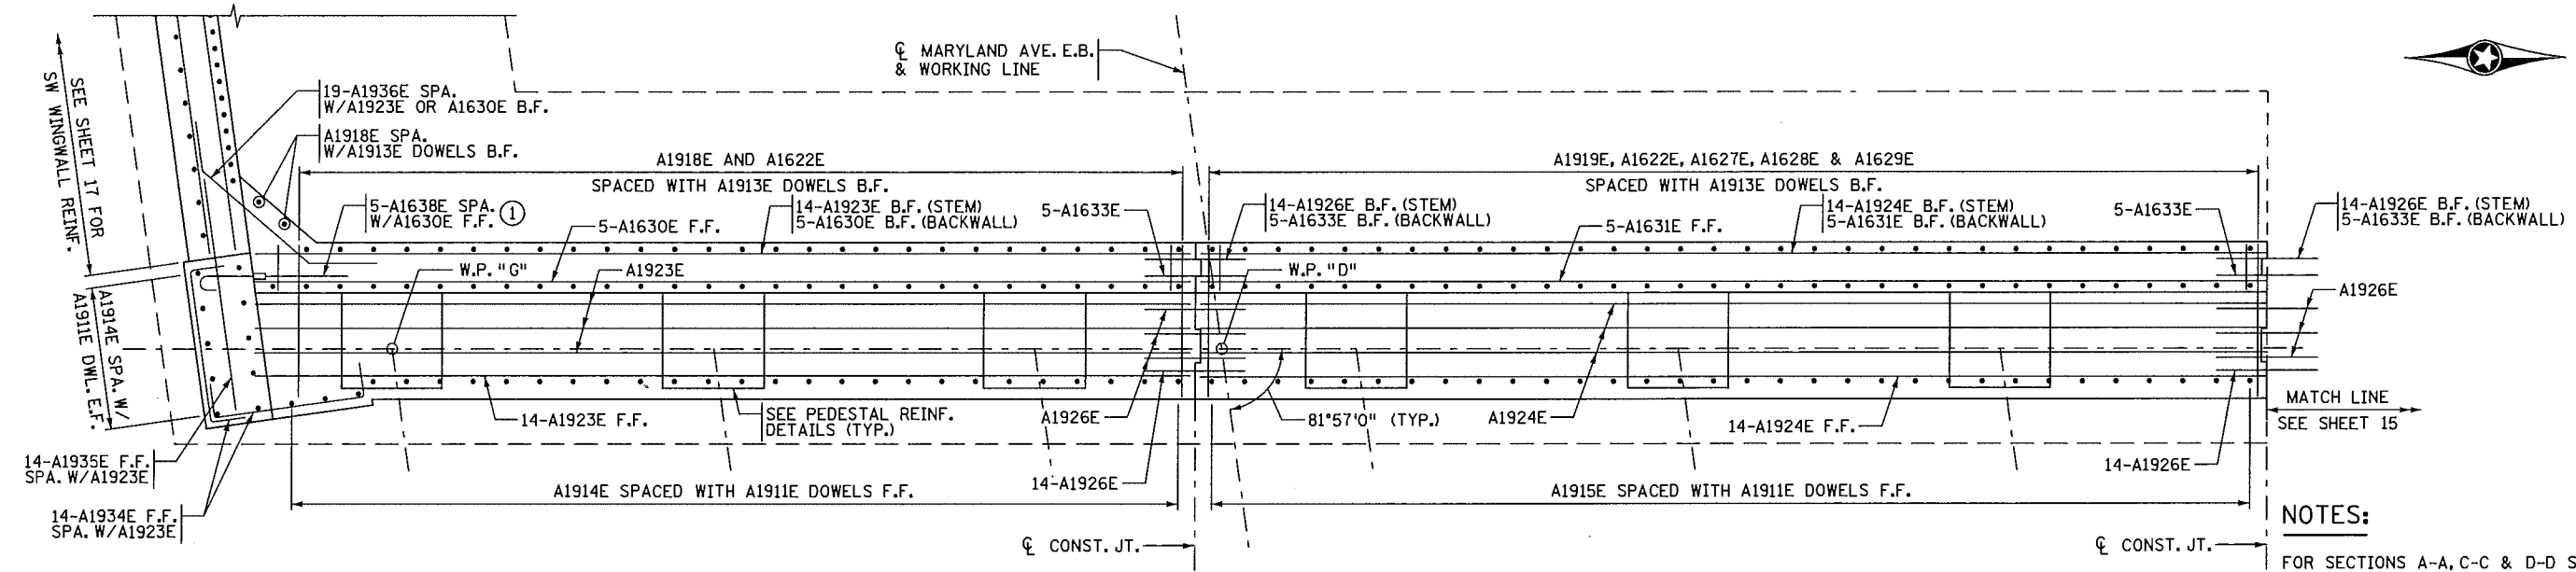 ℄ MARYLAND AVE. E.B.
& WORKING LINE
SEE SHEET 17 FOR
SW WINGWALL REINF.
19-A1936E SPA.
W/A1923E OR A1630E B.F.
A1918E SPA.
W/A1913E DOWELS B.F.
A1918E AND A1622E
SPACED WITH A1913E DOWELS B.F.
A1919E, A1622E, A1627E, A1628E & A1629E
SPACED WITH A1913E DOWELS B.F.
5-A1638E SPA.
W/A1630E F.F. 1
5-A1630E F.F.
14-A1923E B.F. (STEM)
5-A1630E B.F. (BACKWALL)
5-A1633E
14-A1926E B.F. (STEM)
5-A1633E B.F. (BACKWALL)
5-A1631E F.F.
14-A1924E B.F. (STEM)
5-A1631E B.F. (BACKWALL)
5-A1633E
14-A1926E B.F. (STEM)
5-A1633E B.F. (BACKWALL)
W.P. "G"
A1923E
W.P. "D"
A1926E
A1914E SPA. W/
A1911E DWL. E.F.
14-A1923E F.F.
SEE PEDESTAL REINF.
DETAILS (TYP.)
A1926E
81°57'0" (TYP.)
A1924E
14-A1924E F.F.
MATCH LINE
SEE SHEET 15
14-A1935E F.F.
SPA. W/A1923E
14-A1926E
14-A1926E
A1914E SPACED WITH A1911E DOWELS F.F.
A1915E SPACED WITH A1911E DOWELS F.F.
14-A1934E F.F.
SPA. W/A1923E
℄ CONST. JT.
℄ CONST. JT.
NOTES:
FOR SECTIONS A-A, C-C & D-D S